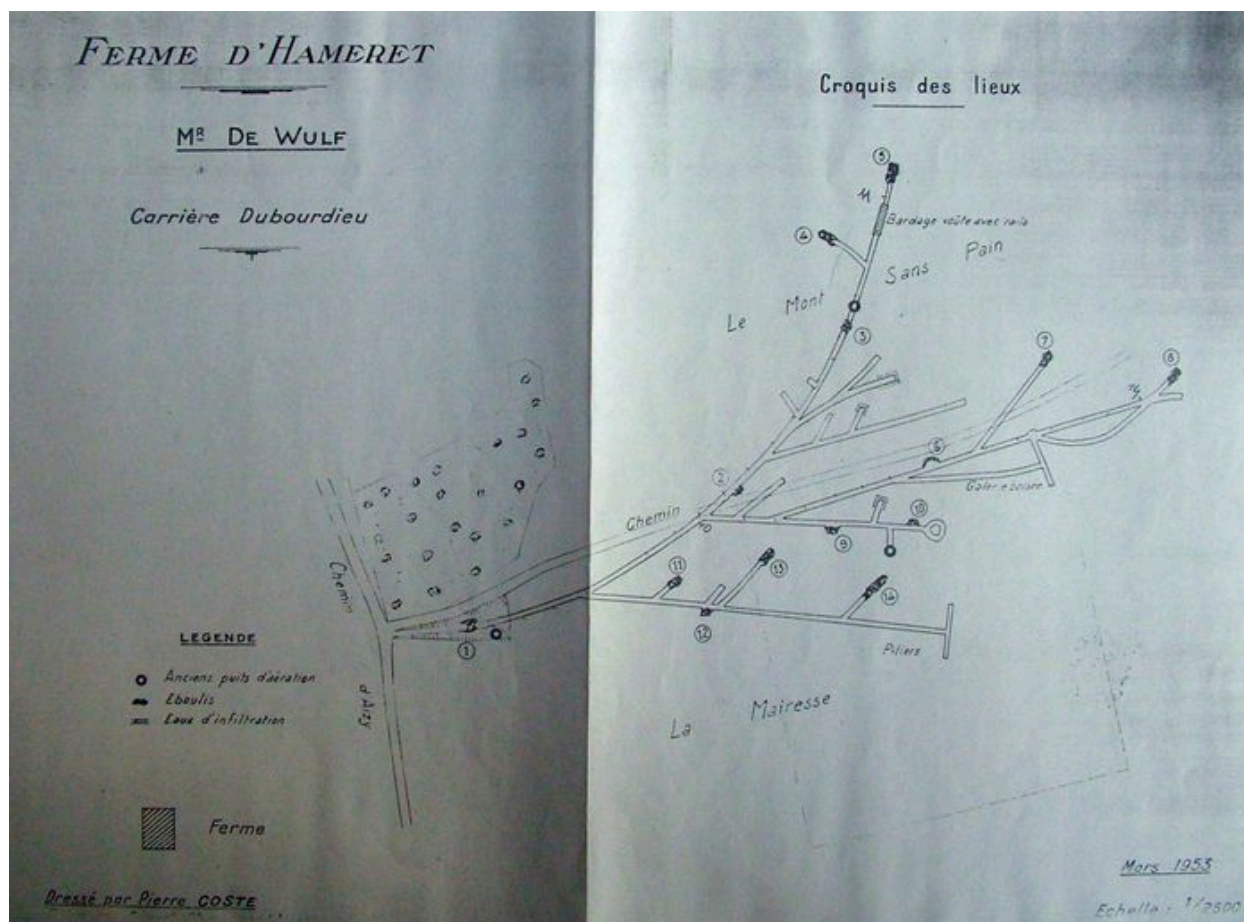 FERME D'HAMERET
MR DE WULF
Carrière Dubourdieu
Croquis des lieux
5
Bardage voûte avec rails
4
Le Mont Sans Pain
3
7
8
2
6
Galerie boisée
Chemin
10
9
11
13
14
12
Piliers
1
Chemin d'Aizy
La Mairesse
LEGENDE
Anciens puits d'aération
Eboulis
Eaux d'infiltration
Ferme
Mars 1953
Dressé par Pierre COSTE
Echelle - 1/2500